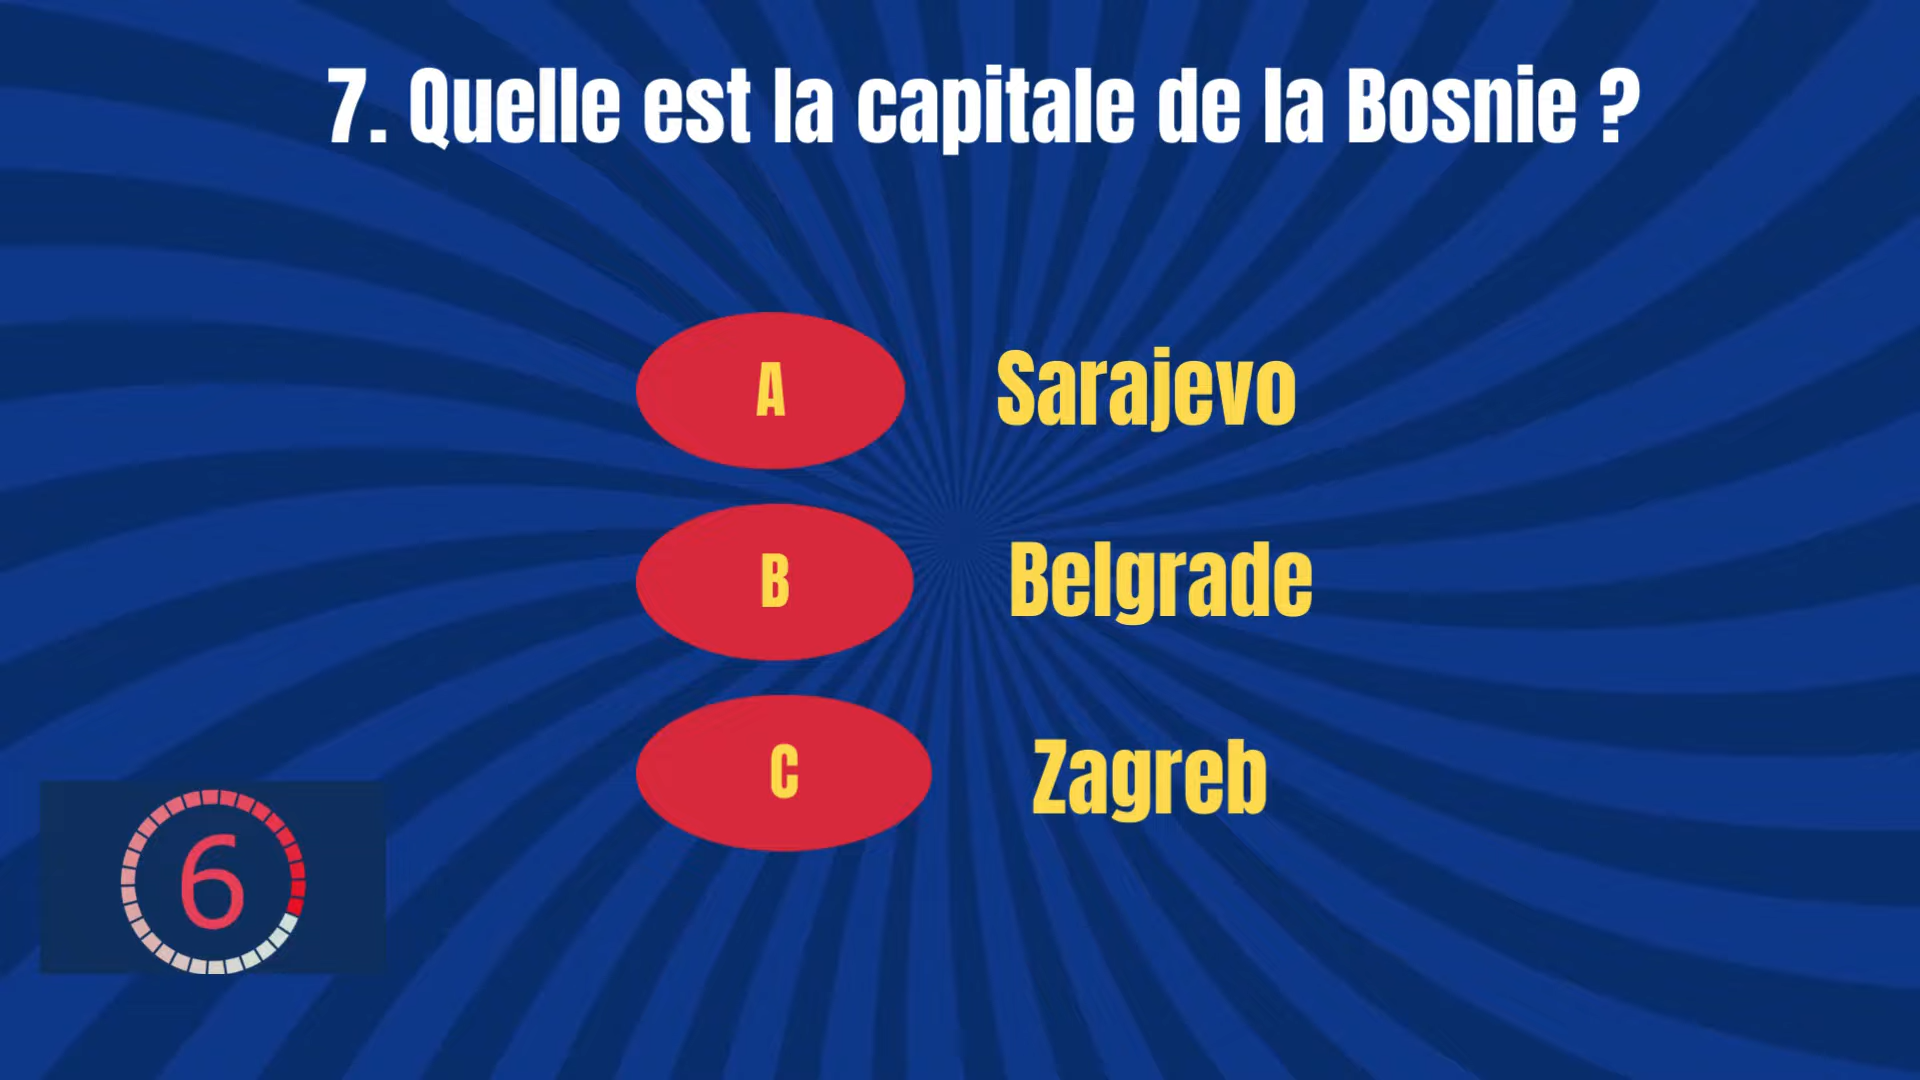 7. Quelle est la capitale de la Bosnie ?
A Sarajevo
B Belgrade
C Zagreb
6